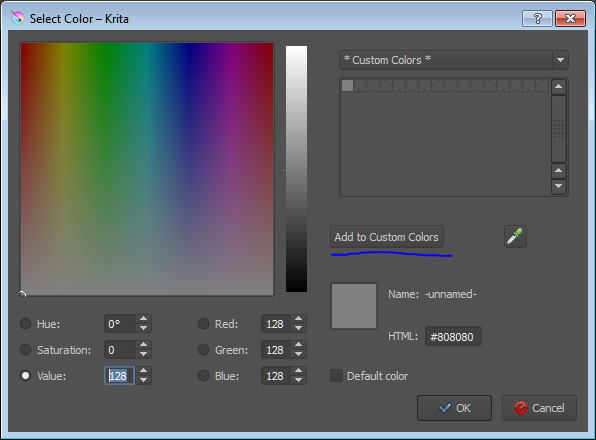 Select Color – Krita
* Custom Colors *
Add to Custom Colors
Name: -unnamed-
HTML: #808080
Hue: 0° Red: 128
Saturation: 0 Green: 128
Value: 128 Blue: 128
Default color
OK Cancel